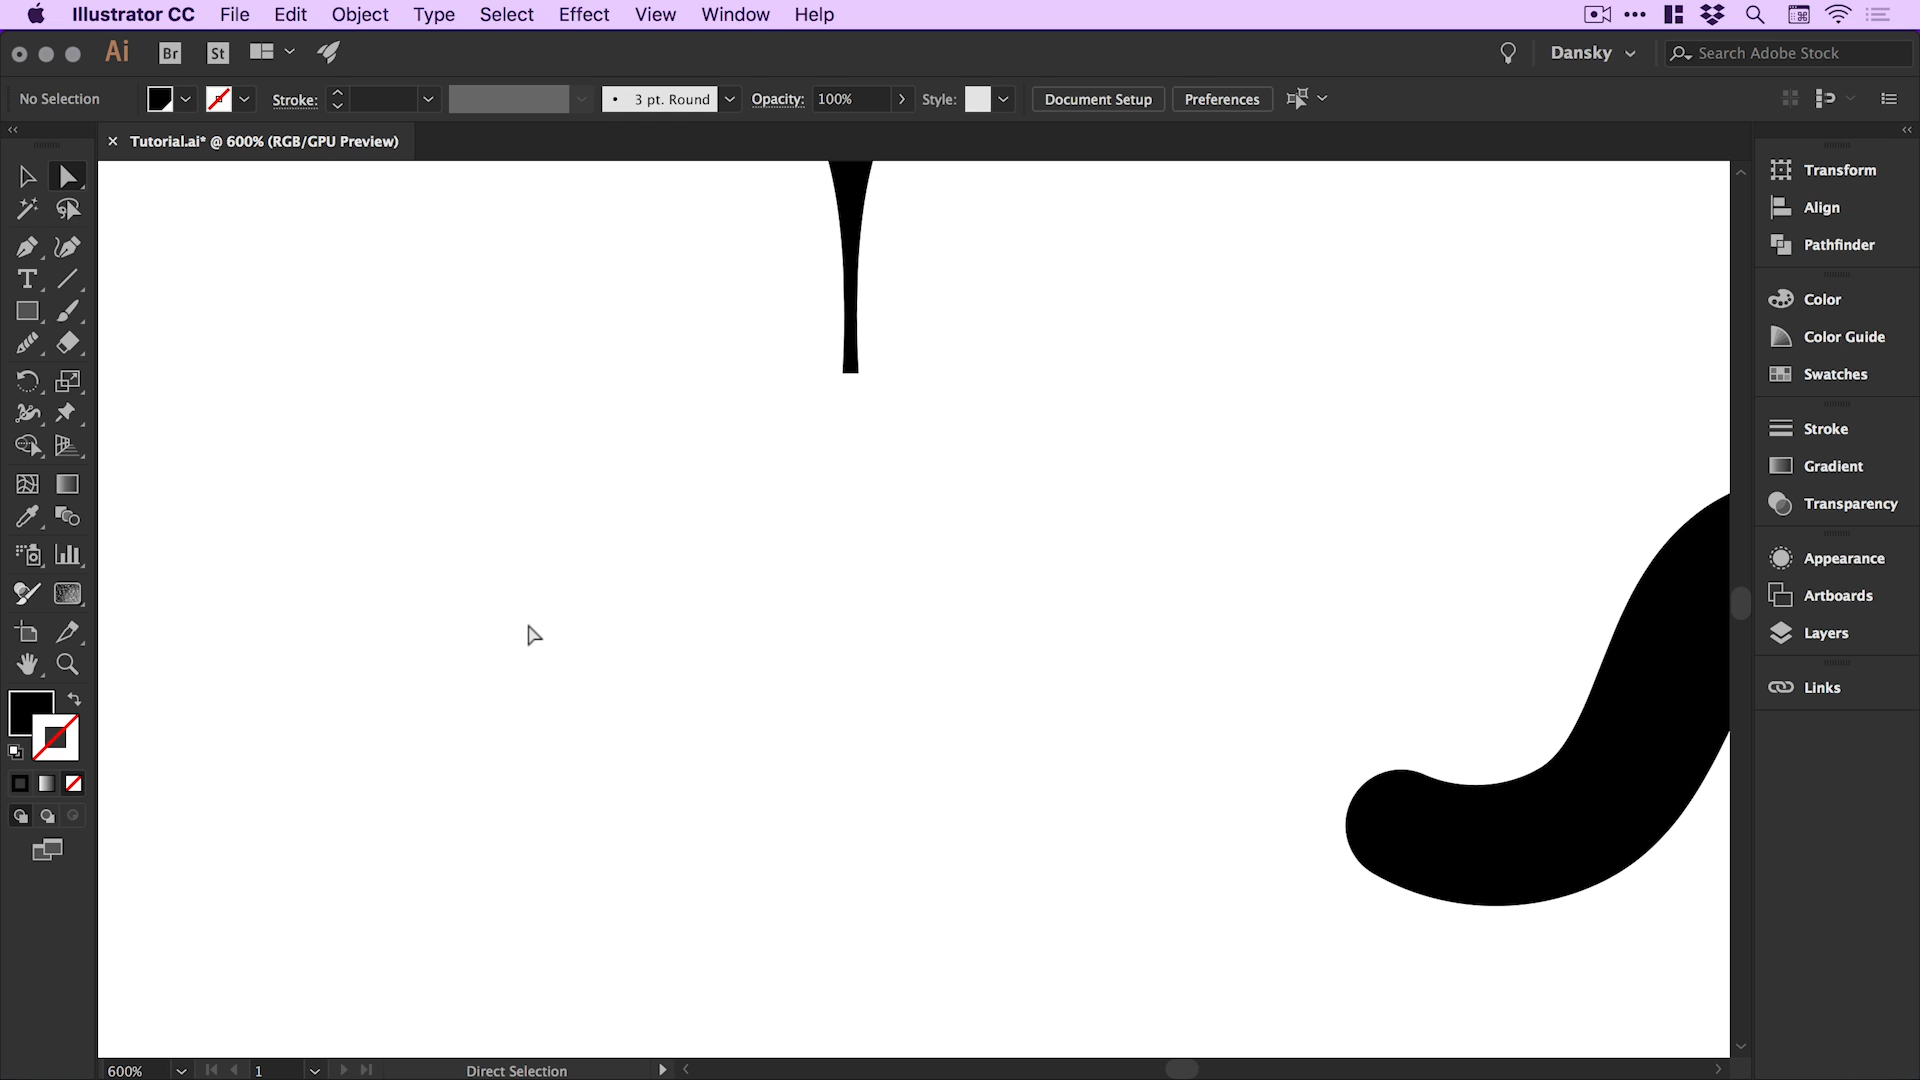 Illustrator CC File Edit Object Type Select Effect View Window Help
Ai Br St Dansky Search Adobe Stock
No Selection Stroke: 3 pt. Round Opacity: 100% Style: Document Setup Preferences
Tutorial.ai* @ 600% (RGB/GPU Preview)
Transform
Align
Pathfinder
Color
Color Guide
Swatches
Stroke
Gradient
Transparency
Appearance
Artboards
Layers
Links
600% 1 Direct Selection